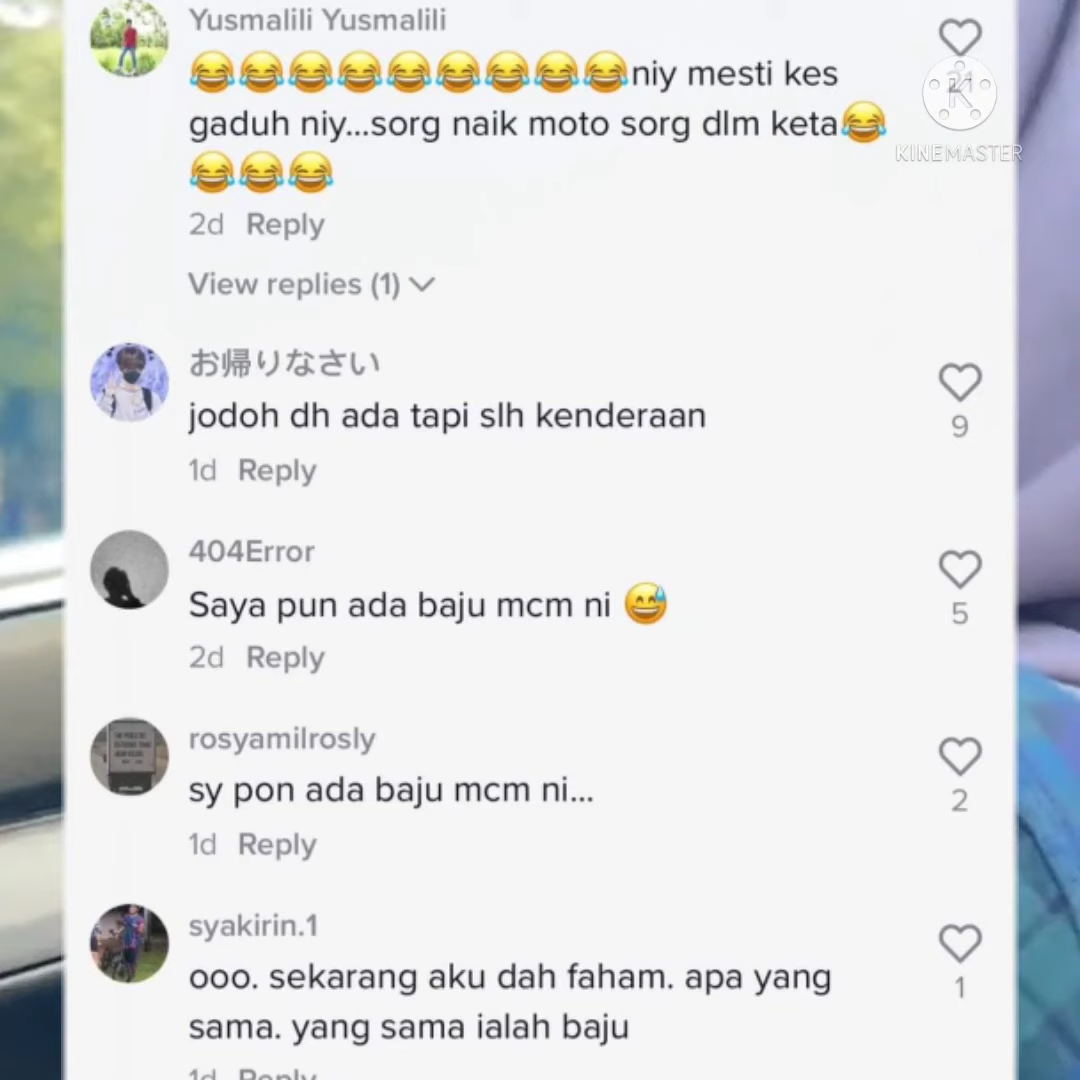 Yusmalili Yusmalili
😂😂😂😂😂😂😂😂😂niy mesti kes
gaduh niy...sorg naik moto sorg dlm keta😂
😂😂😂
21
K
KINEMASTER
2d Reply
View replies (1)
お帰りなさい
jodoh dh ada tapi slh kenderaan
9
1d Reply
404Error
Saya pun ada baju mcm ni 😅
5
2d Reply
rosyamilrosly
sy pon ada baju mcm ni...
2
1d Reply
syakirin.1
ooo. sekarang aku dah faham. apa yang
sama. yang sama ialah baju
1
1d Reply